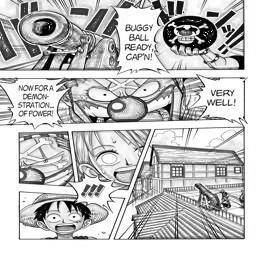 BUGGY
BALL
READY,
CAP'N!
NOW FOR A
DEMON-
STRATION...
OF POWER!
VERY
WELL!
!!!